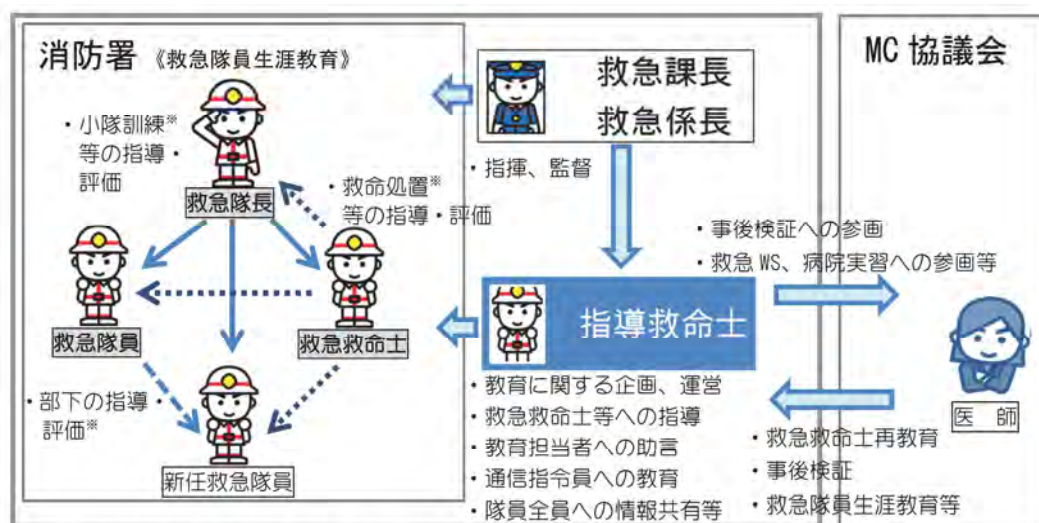 消防署 《救急隊員生涯教育》
・小隊訓練※
等の指導・
評価
救急隊長
・救命処置※
等の指導・評価
救急隊員
救急救命士
・部下の指導・
評価※
新任救急隊員
救急課長
救急係長
・指揮、監督
指導救命士
・教育に関する企画、運営
・救急救命士等への指導
・教育担当者への助言
・通信指令員への教育
・隊員全員への情報共有等
MC 協議会
・事後検証への参画
・救急 WS、病院実習への参画等
医 師
・救急救命士再教育
・事後検証
・救急隊員生涯教育等